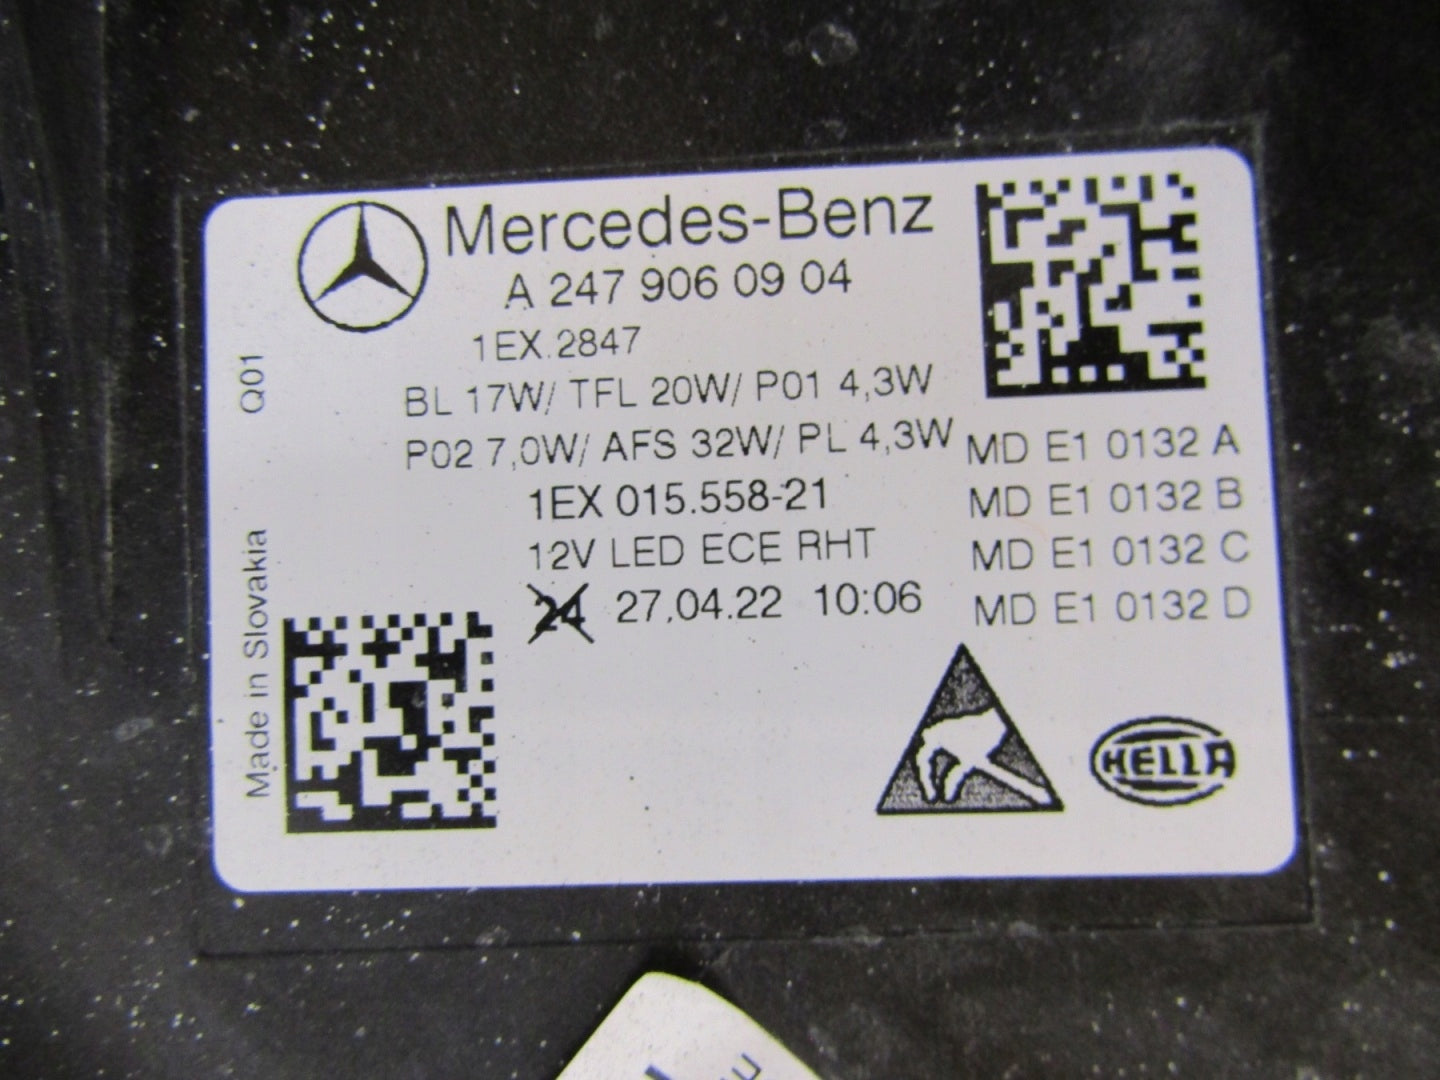 Mercedes-Benz
A 247 906 09 04
1EX.2847
BL 17W/ TFL 20W/ P01 4,3W
P02 7,0W/ AFS 32W/ PL 4,3W
1EX 015.558-21
12V LED ECE RHT
24 27.04.22 10:06
MD E1 0132 A
MD E1 0132 B
MD E1 0132 C
MD E1 0132 D
HELLA
Q01
Made in Slovakia